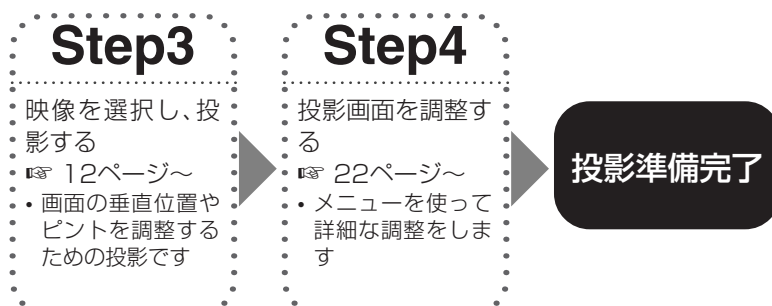 Step3
映像を選択し､投
影する
☞ 12ページ〜
• 画面の垂直位置や
ピントを調整する
ための投影です
Step4
投影画面を調整す
る
☞ 22ページ〜
• メニューを使って
詳細な調整をしま
す
投影準備完了